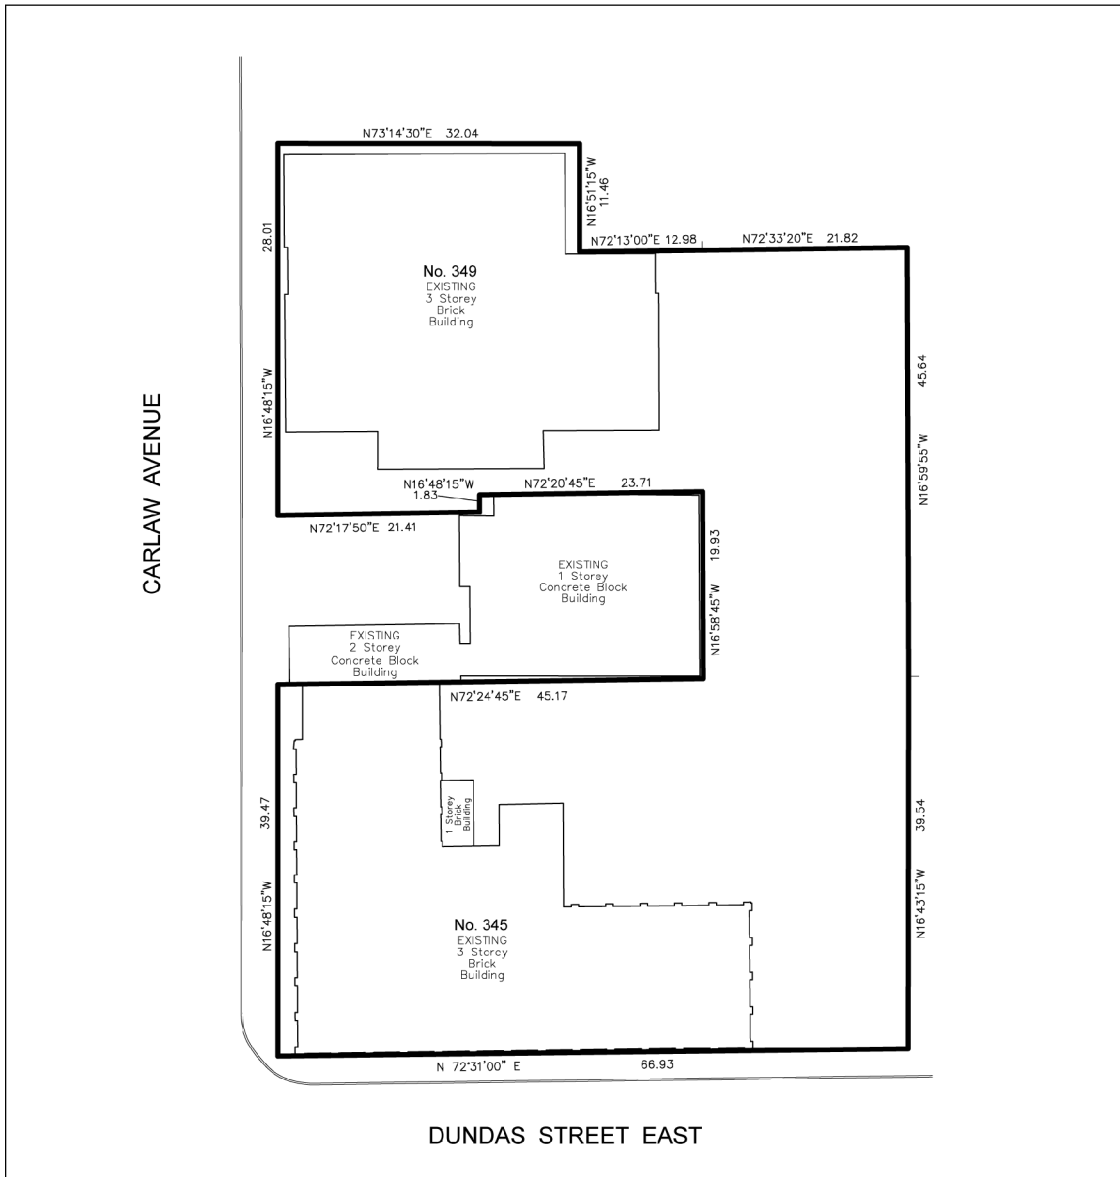 N73°14'30"E 32.04
N16°51'15"W
11.46
N72°13'00"E 12.98
N72°33'20" 21.82
28.01
No. 349
EXISTING
3 Storey
Brick
Building
45.64
N16°48'15"W
CARLAW AVENUE
N16°59'55"W
N16°48'15"W
1.83
N72°20'45"E 23.71
N72°17'50"E 21.41
19.93
EXISTING
1 Storey
Concrete Block
Building
N16°58'45"W
EXISTING
2 Storey
Concrete Block
Building
N72°24'45"E 45.17
39.47
1 Storey
Brick
Building
39.54
N16°48'15"W
No. 345
EXISTING
3 Storey
Brick
Building
N16°43'15"W
N 72°31'00" E 66.93
DUNDAS STREET EAST